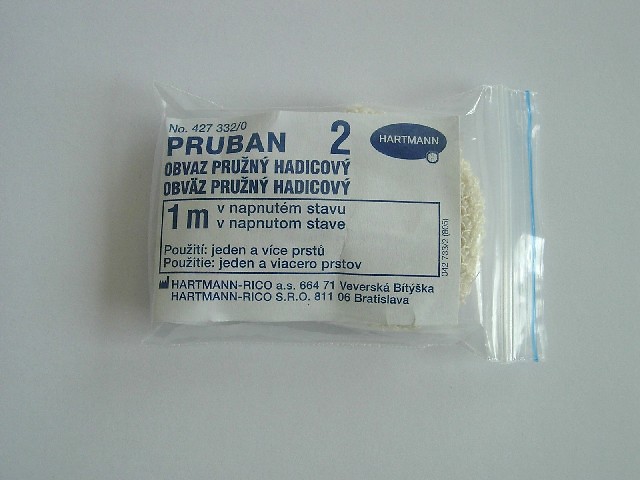 No. 427 332/0
PRUBAN 2
HARTMANN
OBVAZ PRUŽNÝ HADICOVÝ
OBVÄZ PRUŽNÝ HADICOVÝ
1 m v napnutém stavu
v napnutom stave
Použití: jeden a více prstů
Použitie: jeden a viacero prstov
HARTMANN-RICO a.s. 664 71 Veverská Bítýška
HARTMANN-RICO S.R.O. 811 06 Bratislava